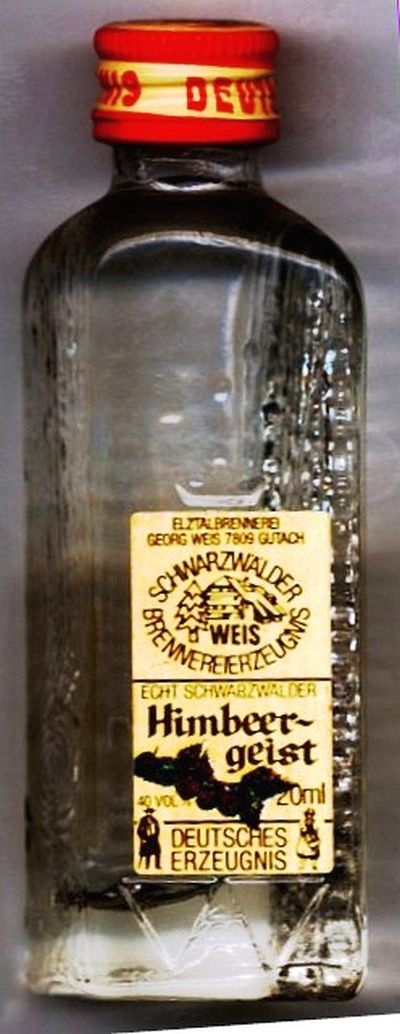 DEUT
ELZTALBRENNEREI
GEORG WEIS 7809 GUTACH
SCHWARZWÄLDER
WEIS
BRENNEREIERZEUGNIS
ECHT SCHWARZWÄLDER
Himbeer-
geist
40 VOL% 20ml
DEUTSCHES
ERZEUGNIS